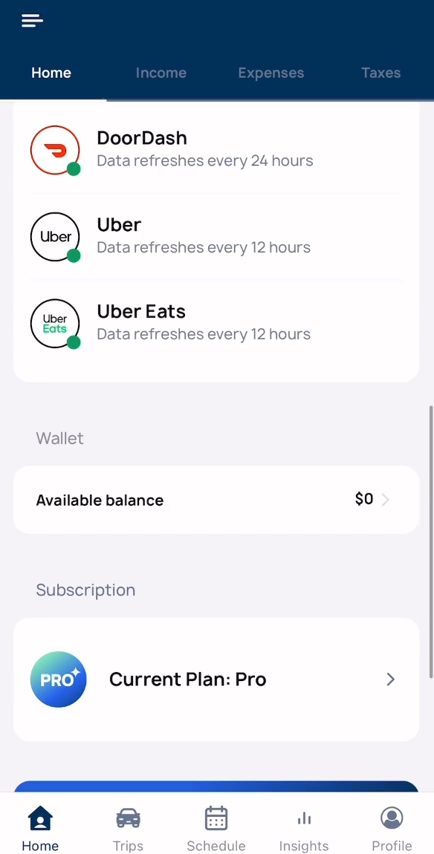 Home Income Expenses Taxes
DoorDash
Data refreshes every 24 hours
Uber
Uber
Data refreshes every 12 hours
Uber
Eats
Uber Eats
Data refreshes every 12 hours
Wallet
Available balance $0
Subscription
PRO
Current Plan: Pro
Home Trips Schedule Insights Profile